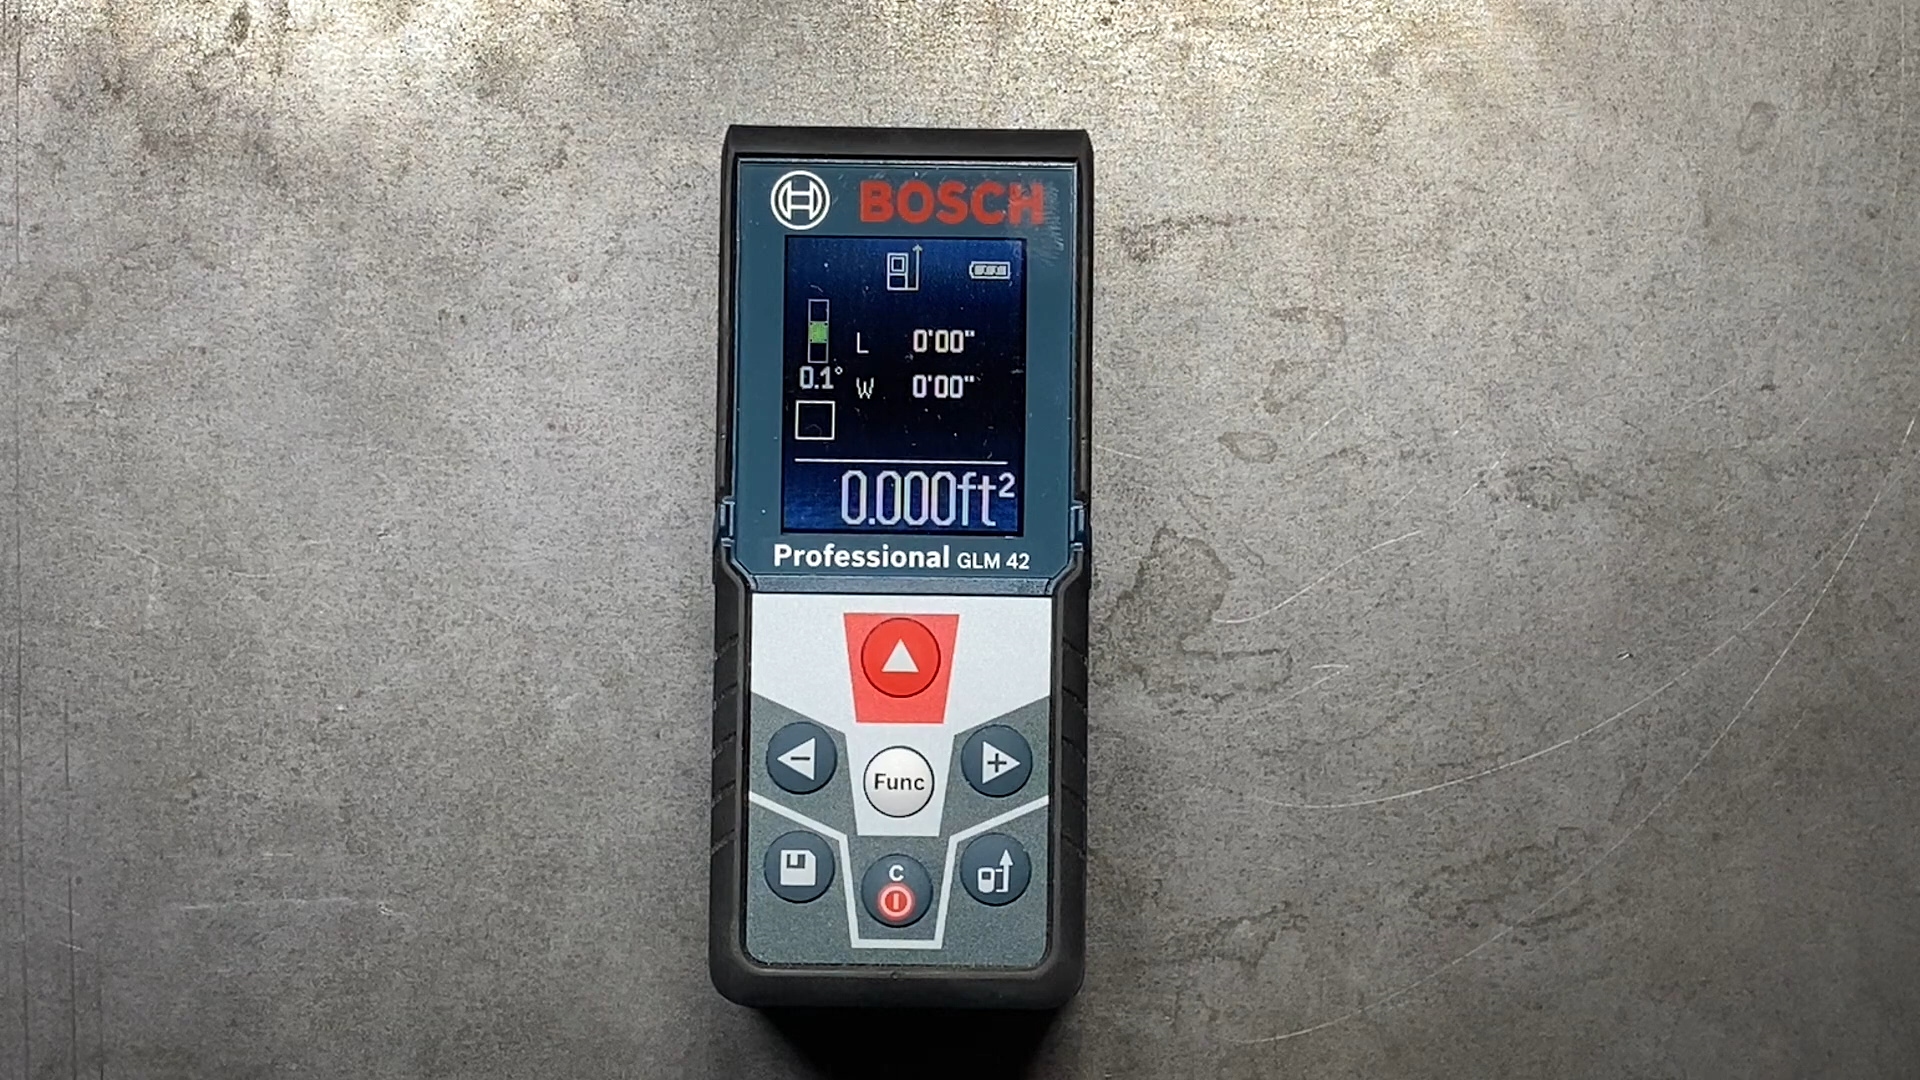 BOSCH
L 0'00"
0.1° W 0'00"
0.000ft²
Professional GLM 42
Func
C